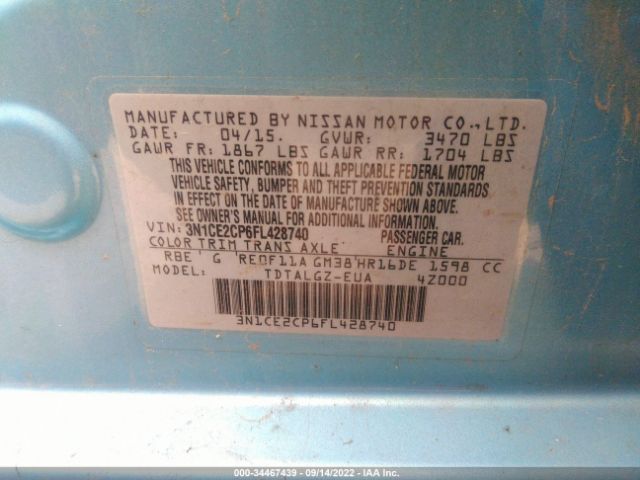 MANUFACTURED BY NISSAN MOTOR CO.,LTD.
DATE: 04/15. GVWR: 3470 LBS
GAWR FR: 1867 LBS GAWR RR: 1704 LBS
THIS VEHICLE CONFORMS TO ALL APPLICABLE FEDERAL MOTOR
VEHICLE SAFETY, BUMPER AND THEFT PREVENTION STANDARDS
IN EFFECT ON THE DATE OF MANUFACTURE SHOWN ABOVE.
SEE OWNER'S MANUAL FOR ADDITIONAL INFORMATION.
VIN: 3N1CE2CP6FL428740 PASSENGER CAR.
COLOR TRIM TRANS AXLE ENGINE
RBE G RE0F11A GM38 HR16DE 1598 CC
MODEL: TDTALGZ-EUA 4Z000
3N1CE2CP6FL428740
000-34467439 - 09/14/2022 - IAA Inc.